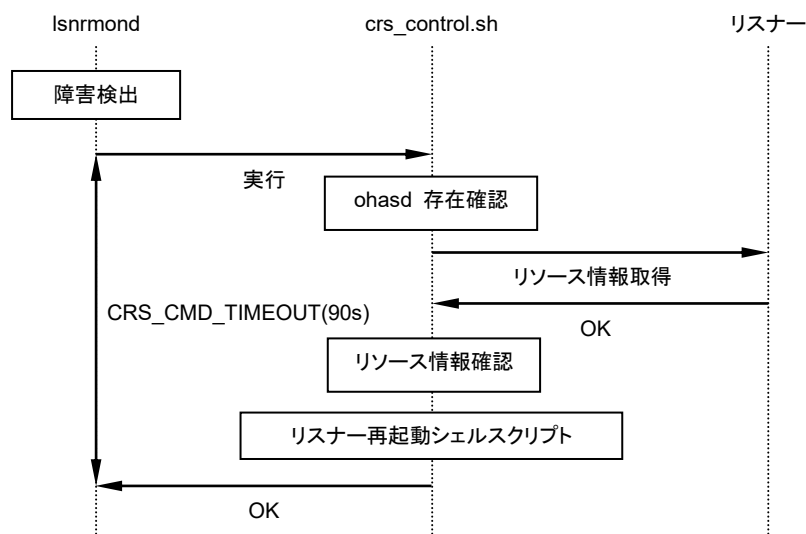 lsnrmond
crs_control.sh
リスナー
障害検出
実行
ohasd 存在確認
リソース情報取得
CRS_CMD_TIMEOUT(90s)
OK
リソース情報確認
リスナー再起動シェルスクリプト
OK